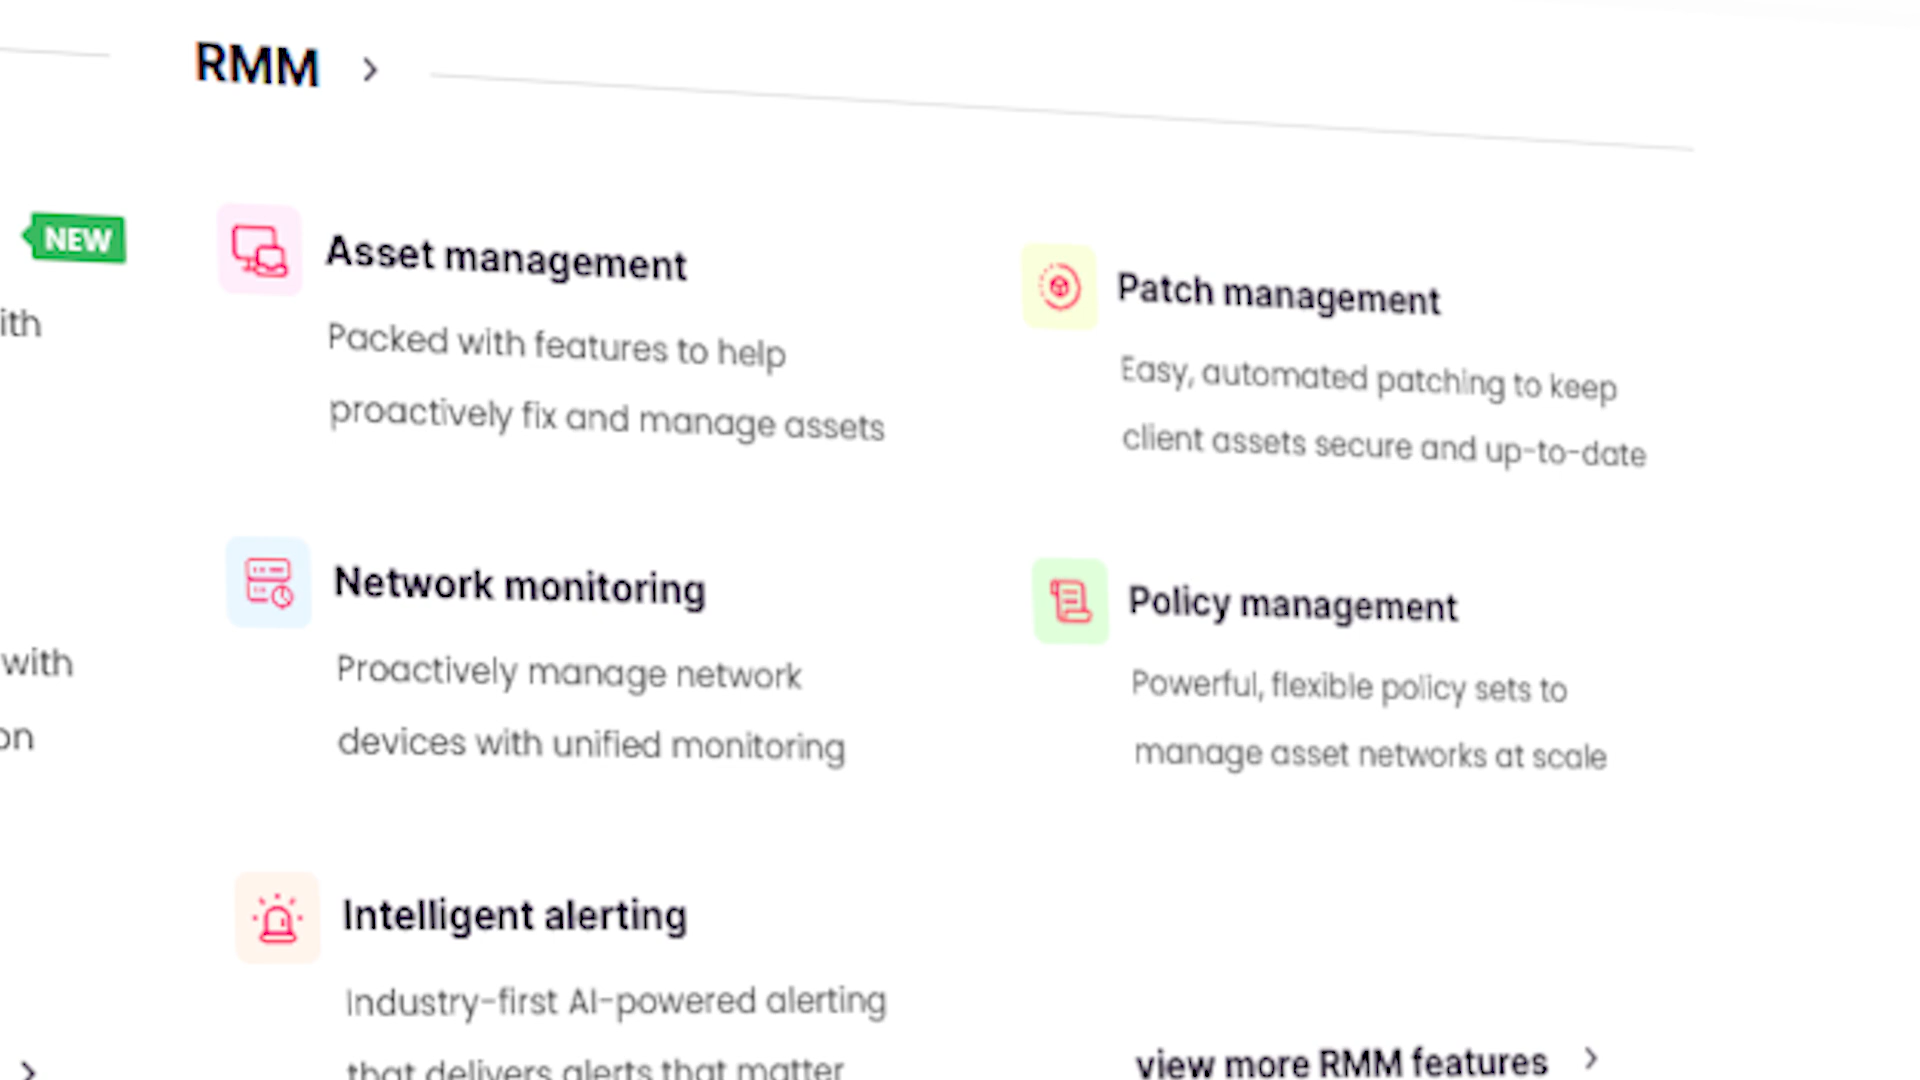 RMM
NEW
ith
with
on
Asset management
Packed with features to help
proactively fix and manage assets
Patch management
Easy, automated patching to keep
client assets secure and up-to-date
Network monitoring
Proactively manage network
devices with unified monitoring
Policy management
Powerful, flexible policy sets to
manage asset networks at scale
Intelligent alerting
Industry-first AI-powered alerting
that delivers alerts that matter
view more RMM features